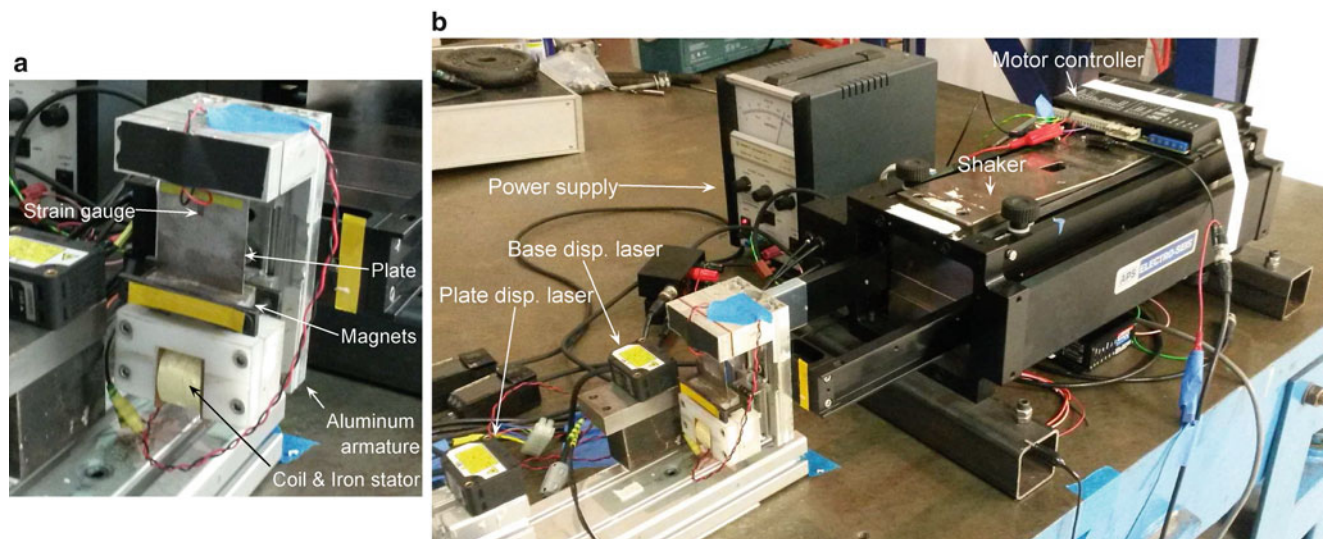 a
Strain gauge
Plate
Magnets
Aluminum
armature
Coil & Iron stator
b
Motor controller
Shaker
Power supply
Base disp. laser
Plate disp. laser
APS
ELECTRO-SEIS